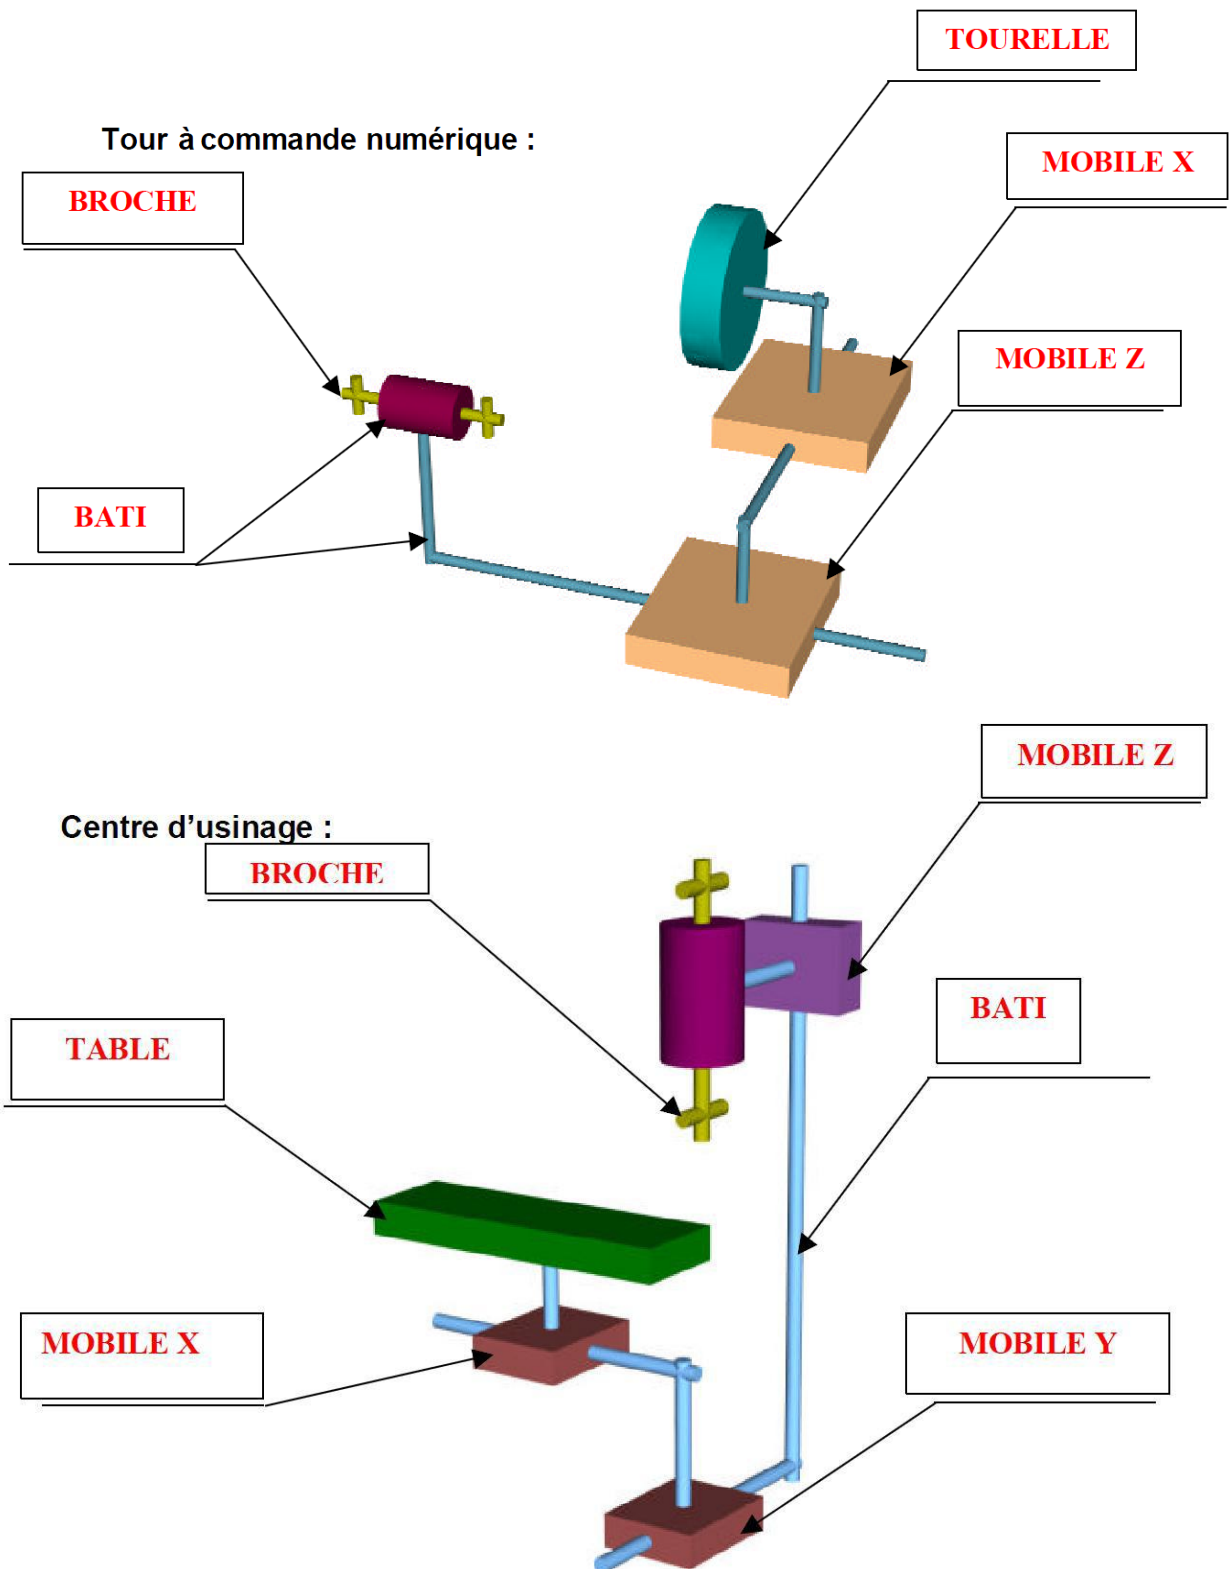 TOURELLE
Tour à commande numérique :
MOBILE X
BROCHE
MOBILE Z
BATI
MOBILE Z
Centre d'usinage :
BROCHE
BATI
TABLE
MOBILE X
MOBILE Y